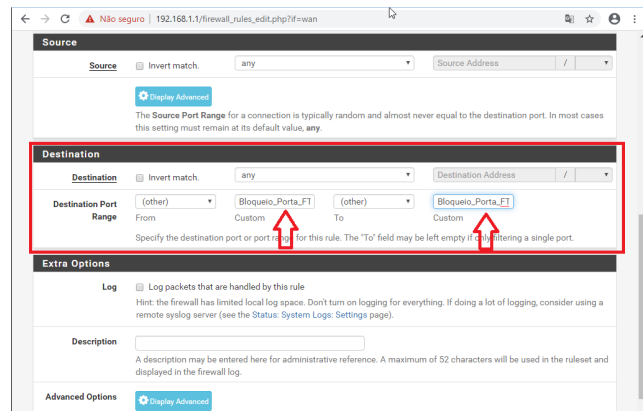 Não seguro | 192.168.1.1/firewall_rules_edit.php?if=wan
Source
Source Invert match. any Source Address /
Display Advanced
The Source Port Range for a connection is typically random and almost never equal to the destination port. In most cases
this setting must remain at its default value, any.
Destination
Destination Invert match. any Destination Address /
Destination Port Range (other) Bloqueio_Porta_FT (other) Bloqueio_Porta_FT
From Custom To Custom
Specify the destination port or port range for this rule. The "To" field may be left empty if only filtering a single port.
Extra Options
Log Log packets that are handled by this rule
Hint: the firewall has limited local log space. Don't turn on logging for everything. If doing a lot of logging, consider using a
remote syslog server (see the Status: System Logs: Settings page).
Description
A description may be entered here for administrative reference. A maximum of 52 characters will be used in the ruleset and
displayed in the firewall log.
Advanced Options Display Advanced